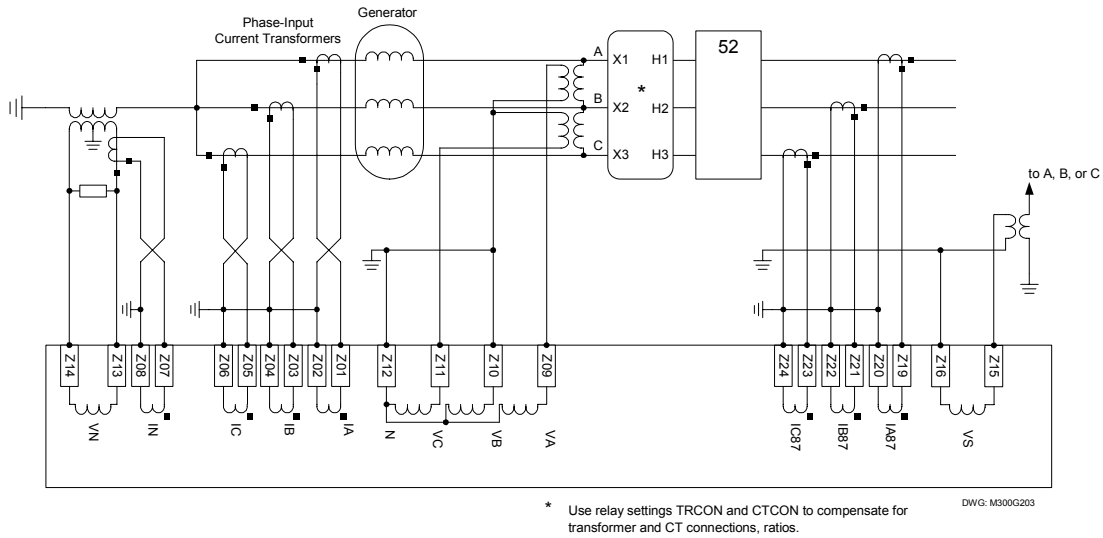 Generator
Phase-Input
Current Transformers
A X1 H1 52
B X2 * H2
C X3 H3
to A, B, or C
Z14 Z13 Z08 Z07 Z06 Z05 Z04 Z03 Z02 Z01 Z12 Z11 Z10 Z09 Z24 Z23 Z22 Z21 Z20 Z19 Z16 Z15
VN IN IC IB IA N VC VB VA IC87 IB87 IA87 VS
* Use relay settings TRCON and CTCON to compensate for
transformer and CT connections, ratios.
DWG: M300G203